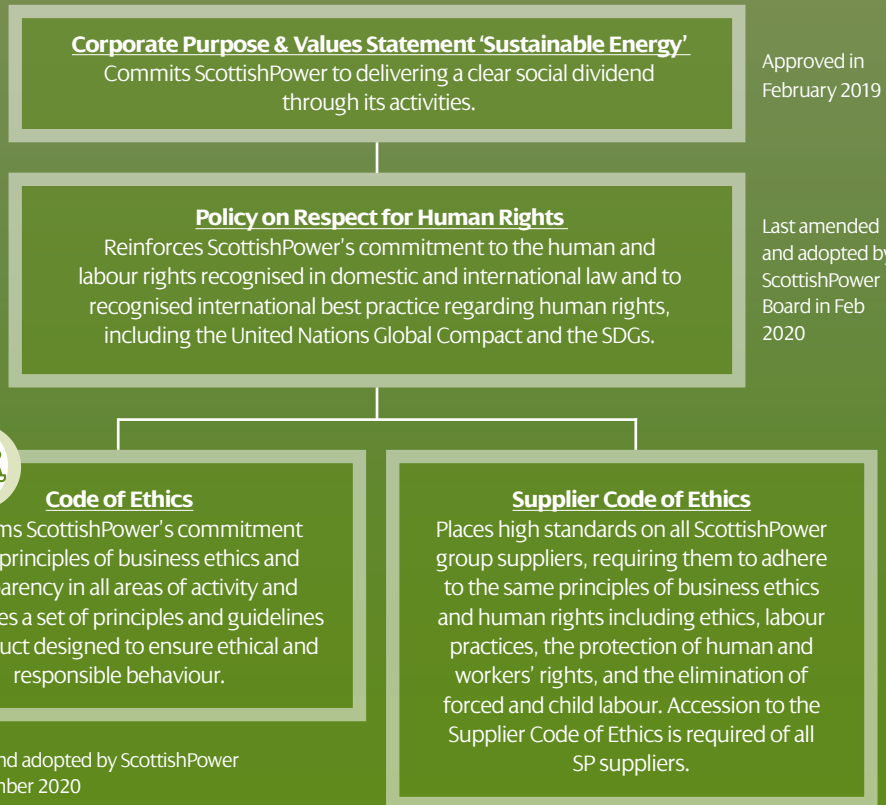 Corporate Purpose & Values Statement ‘Sustainable Energy’
Commits ScottishPower to delivering a clear social dividend
through its activities.
Approved in
February 2019
Policy on Respect for Human Rights
Reinforces ScottishPower’s commitment to the human and
labour rights recognised in domestic and international law and to
recognised international best practice regarding human rights,
including the United Nations Global Compact and the SDGs.
Last amended
and adopted by
ScottishPower
Board in Feb
2020
Code of Ethics
ScottishPower’s commitment
principles of business ethics and
in all areas of activity and
a set of principles and guidelines
designed to ensure ethical and
responsible behaviour.
and adopted by ScottishPower
2020
Supplier Code of Ethics
Places high standards on all ScottishPower
group suppliers, requiring them to adhere
to the same principles of business ethics
and human rights including ethics, labour
practices, the protection of human and
workers’ rights, and the elimination of
forced and child labour. Accession to the
Supplier Code of Ethics is required of all
SP suppliers.